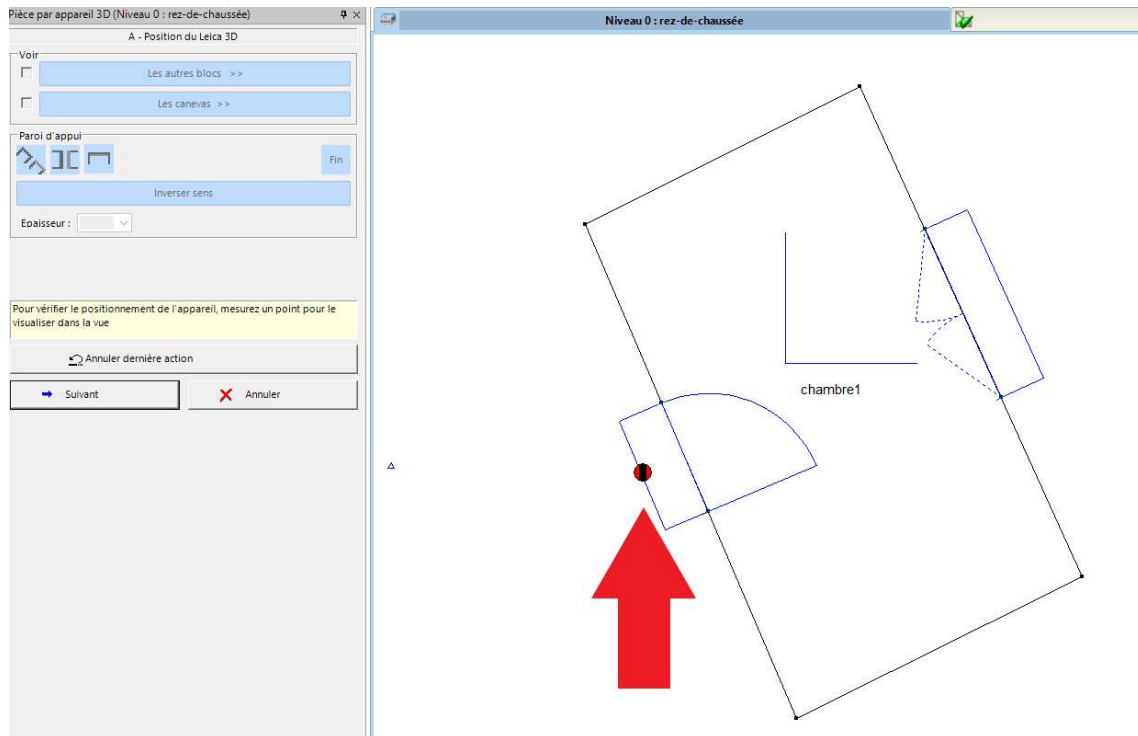 Pièce par appareil 3D (Niveau 0 : rez-de-chaussée)
A - Position du Leica 3D
Voir
Les autres blocs >>
Les canevas >>
Paroi d'appui
Fin
Inverser sens
Epaisseur :
Pour vérifier le positionnement de l'appareil, mesurez un point pour le
visualiser dans la vue
Annuler dernière action
Suivant
Annuler
Niveau 0 : rez-de-chaussée
chambre1